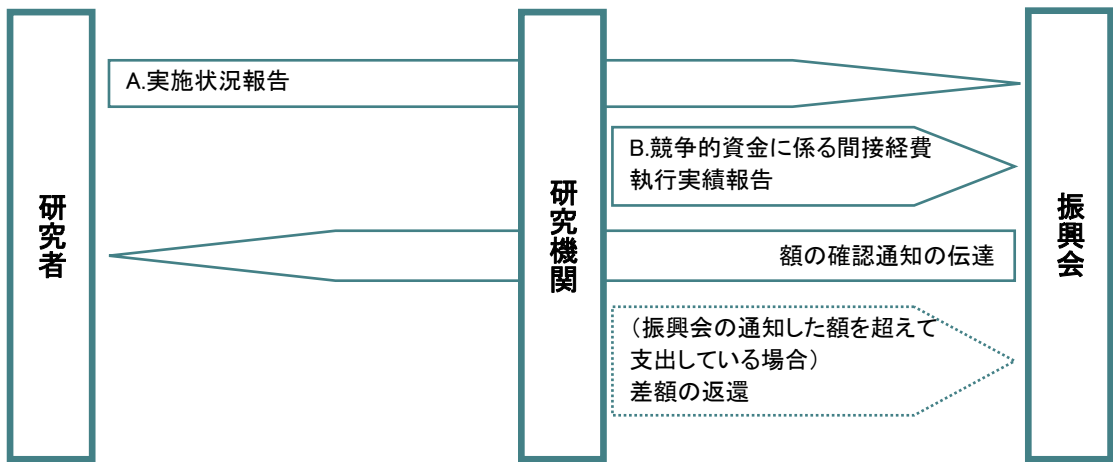 研究者
A.実施状況報告
研究機関
B.競争的資金に係る間接経費
執行実績報告
額の確認通知の伝達
（振興会の通知した額を超えて
支出している場合）
差額の返還
振興会